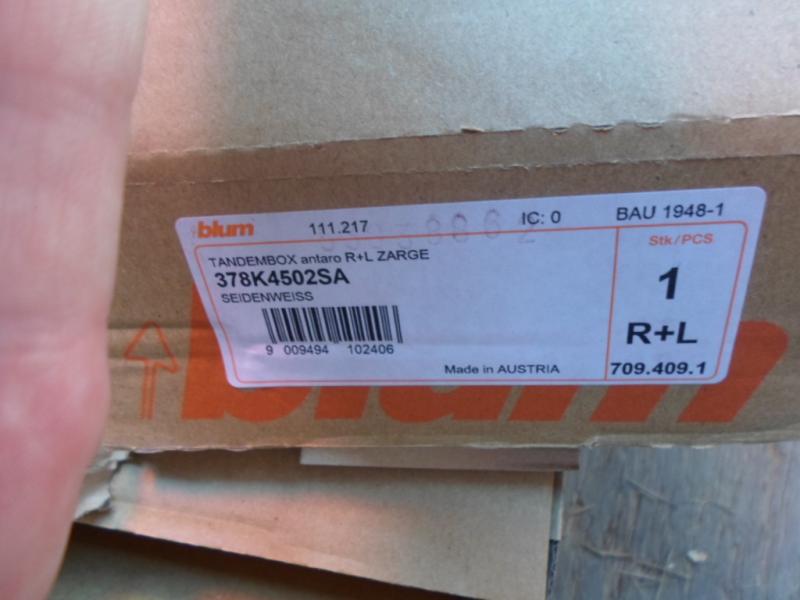 blum 111.217 IC: 0 BAU 1948-1
TANDEMBOX antaro R+L ZARGE
378K4502SA
SEIDENWEISS
9 009494 102406
Made in AUSTRIA
Stk/PCS
1
R+L
709.409.1
blum